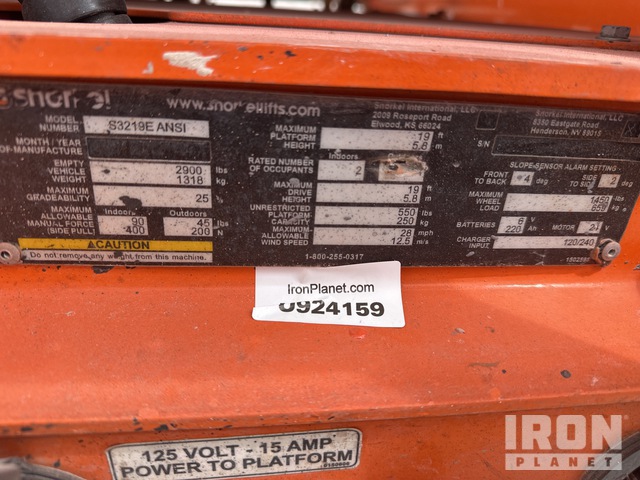 snorkel
www.snorkellifts.com
Snorkel International, LLC
2009 Roseport Road
Elwood, KS 66024
Snorkel International, LLC
8350 Eastgate Road
Henderson, NV 89015
MODEL NUMBER S3219E ANSI
MONTH / YEAR OF-MANUFACTURE
EMPTY VEHICLE WEIGHT 2900 lbs 1318 kg
MAXIMUM GRADEABILITY 25 %
MAXIMUM ALLOWABLE MANUAL FORCE (SIDE PULL) Indoors 90 400 Outdoors 45 lbs 200 N
CAUTION
Do not remove any weight from this machine.
MAXIMUM PLATFORM HEIGHT 19 ft 5.8 m
RATED NUMBER OF OCCUPANTS Indoors 2
MAXIMUM DRIVE HEIGHT 19 ft 5.8 m
UNRESTRICTED PLATFORM CAPACITY 550 lbs 250 kg
MAXIMUM ALLOWABLE WIND SPEED 28 mph 12.5 m/s
1-800-255-0317
S/N
SLOPE-SENSOR ALARM SETTING
FRONT TO BACK 4 deg SIDE TO SIDE 2 deg
MAXIMUM WHEEL LOAD 1450 lbs 659 kg
BATTERIES 6 V 220 Ah MOTOR 24 V
CHARGER INPUT 120/240
IronPlanet.com
U924159
125 VOLT - 15 AMP
POWER TO PLATFORM
IRON
PLANET